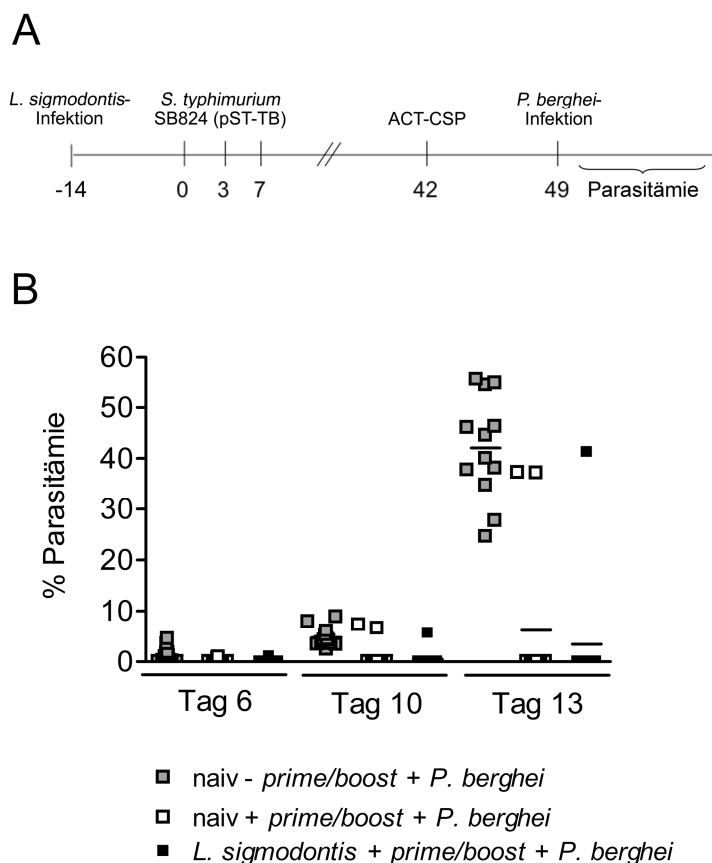 A
L. sigmodontis-
Infektion
S. typhimurium
SB824 (pST-TB)
ACT-CSP
P. berghei-
Infektion
-14 0 3 7 42 49 Parasitämie
B
% Parasitämie
60
50
40
30
20
10
0
Tag 6 Tag 10 Tag 13
naiv - prime/boost + P. berghei
naiv + prime/boost + P. berghei
L. sigmodontis + prime/boost + P. berghei